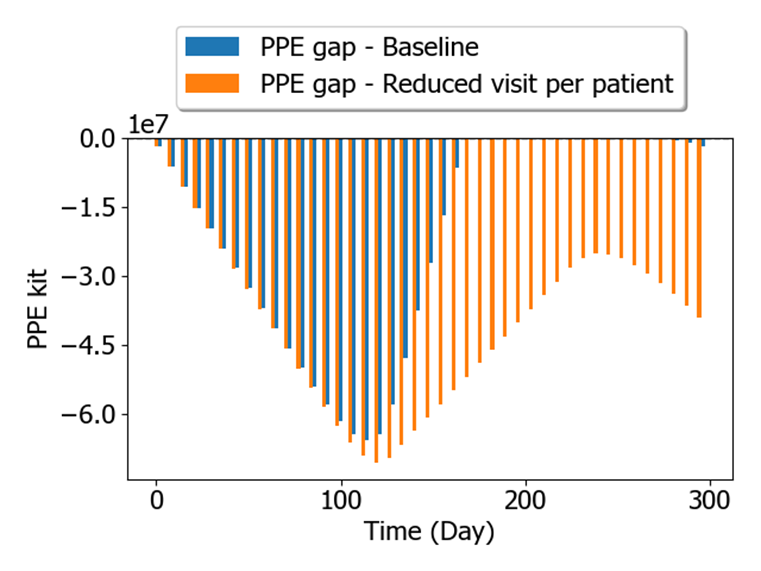 PPE gap - Baseline
PPE gap - Reduced visit per patient
1e7
0.0
−1.5
−3.0
−4.5
−6.0
PPE kit
0 100 200 300
Time (Day)